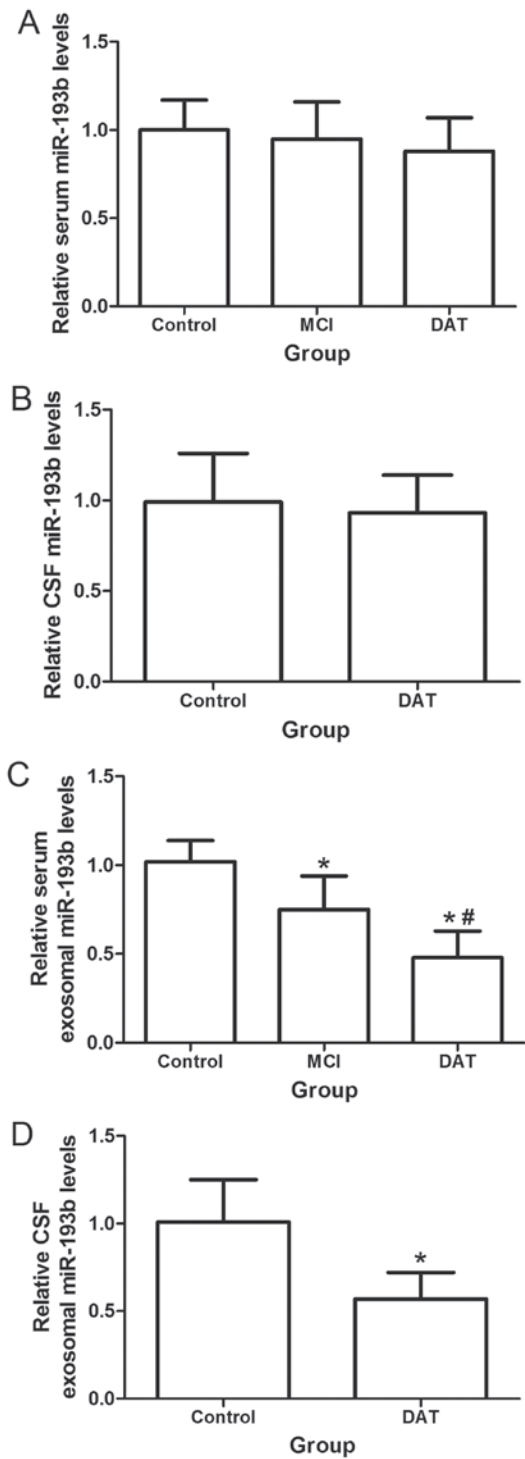 A
Relative serum miR-193b levels
1.5
1.0
0.5
0.0
Control MCI DAT
Group
B
Relative CSF miR-193b levels
1.5
1.0
0.5
0.0
Control DAT
Group
C
Relative serum
exosomal miR-193b levels
1.5
1.0
0.5
0.0
*
* #
Control MCI DAT
Group
D
Relative CSF
exosomal miR-193b levels
1.5
1.0
0.5
0.0
*
Control DAT
Group